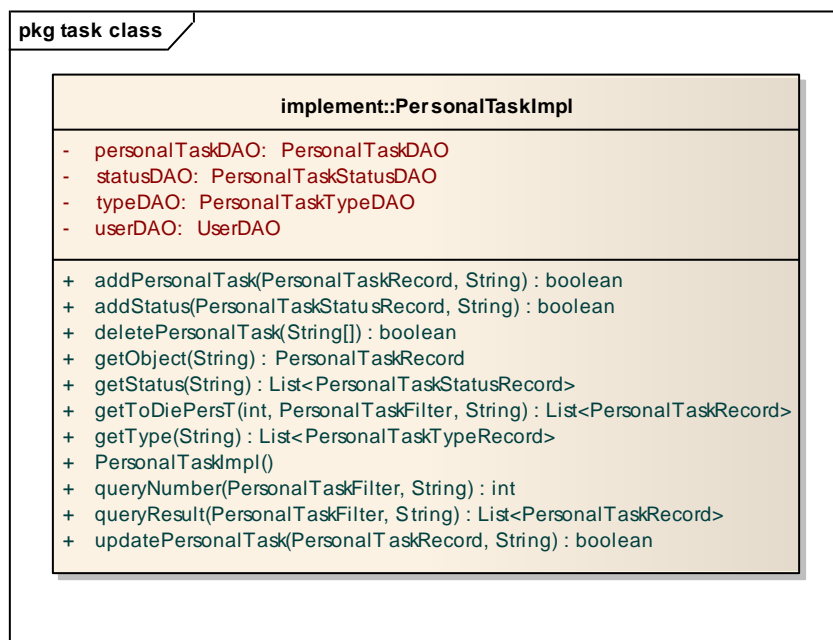 pkg task class
implement::PersonalTaskImpl
- personalTaskDAO: PersonalTaskDAO
- statusDAO: PersonalTaskStatusDAO
- typeDAO: PersonalTaskTypeDAO
- userDAO: UserDAO
+ addPersonalTask(PersonalTaskRecord, String) : boolean
+ addStatus(PersonalTaskStatusRecord, String) : boolean
+ deletePersonalTask(String[]) : boolean
+ getObject(String) : PersonalTaskRecord
+ getStatus(String) : List<PersonalTaskStatusRecord>
+ getToDiePersT(int, PersonalTaskFilter, String) : List<PersonalTaskRecord>
+ getType(String) : List<PersonalTaskTypeRecord>
+ PersonalTaskImpl()
+ queryNumber(PersonalTaskFilter, String) : int
+ queryResult(PersonalTaskFilter, String) : List<PersonalTaskRecord>
+ updatePersonalTask(PersonalTaskRecord, String) : boolean